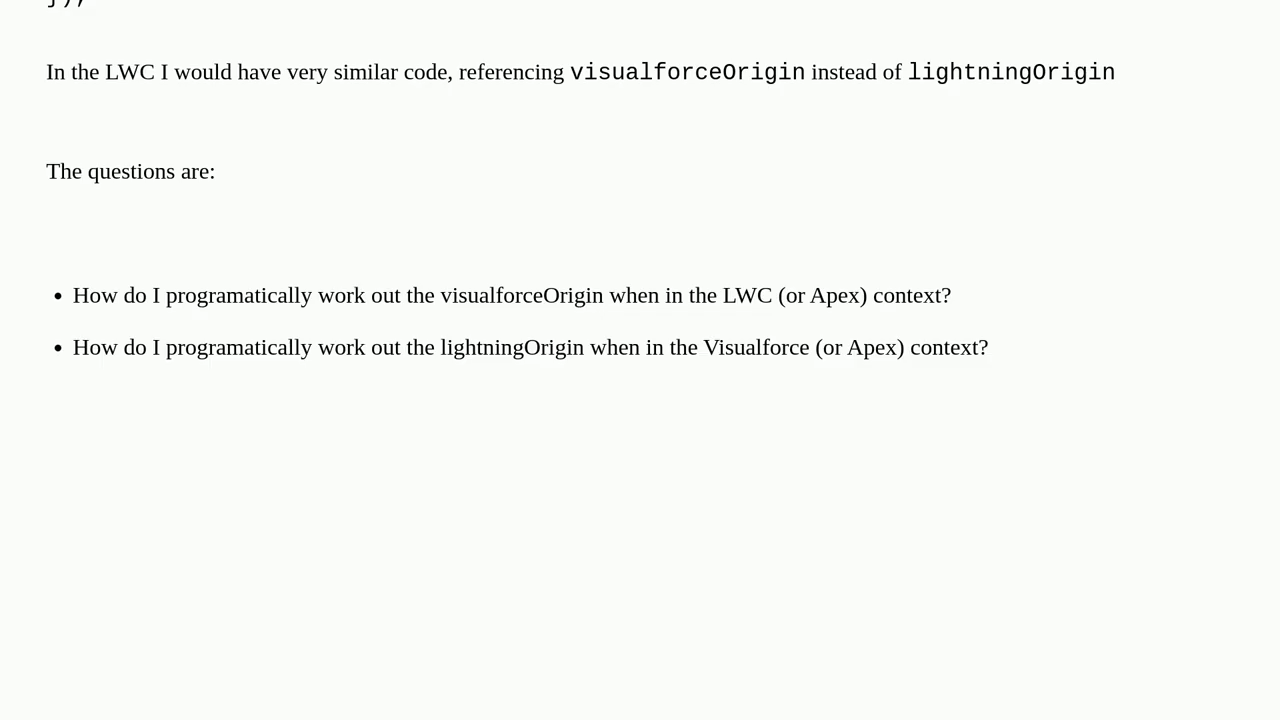 });
In the LWC I would have very similar code, referencing visualforceOrigin instead of lightningOrigin
The questions are:
• How do I programatically work out the visualforceOrigin when in the LWC (or Apex) context?
• How do I programatically work out the lightningOrigin when in the Visualforce (or Apex) context?